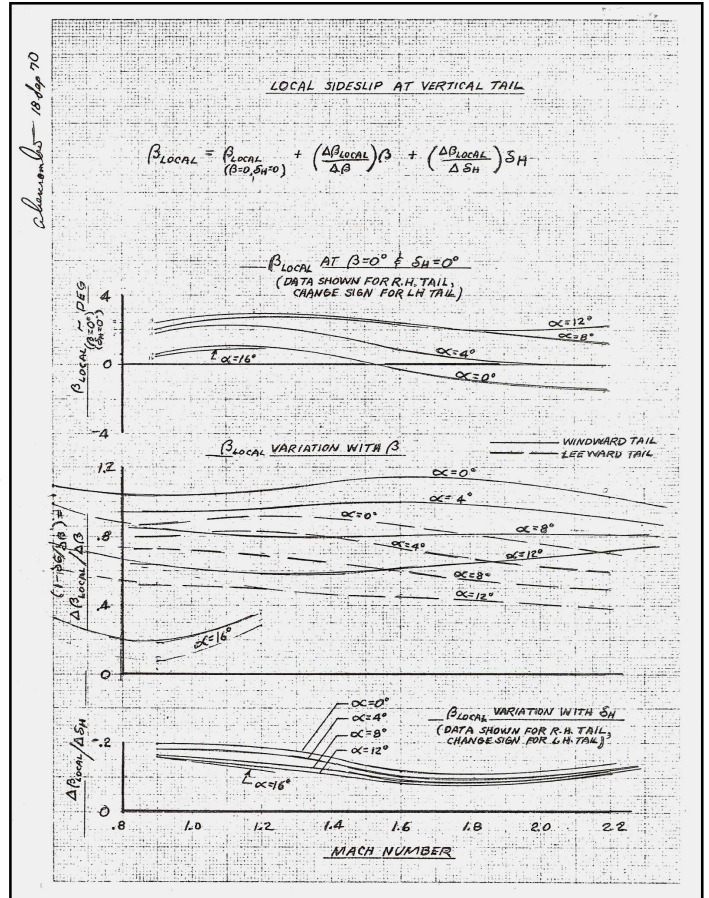 18 Sep 70
LOCAL SIDESLIP AT VERTICAL TAIL
βLOCAL = βLOCAL (β=0, δH=0) + (ΔβLOCAL/Δβ)β + (ΔβLOCAL/ΔδH)δH
βLOCAL AT β=0° & δH=0°
(DATA SHOWN FOR R.H. TAIL,
CHANGE SIGN FOR LH TAIL)
βLOCAL (β=0°) (δH=0°) ~ DEG
4
0
-4
α=12°
α=8°
α=4°
α=16°
α=0°
βLOCAL VARIATION WITH β
WINDWARD TAIL
LEEWARD TAIL
ΔβLOCAL/Δβ
1.2
.8
.4
0
α=0°
α=4°
α=0°
α=8°
α=4°
α=12°
α=8°
α=12°
α=16°
α=0°
α=4°
α=8°
α=12°
α=16°
βLOCAL VARIATION WITH δH
(DATA SHOWN FOR R.H. TAIL,
CHANGE SIGN FOR L.H. TAIL)
ΔβLOCAL/ΔδH
.2
0
.8 1.0 1.2 1.4 1.6 1.8 2.0 2.2
MACH NUMBER